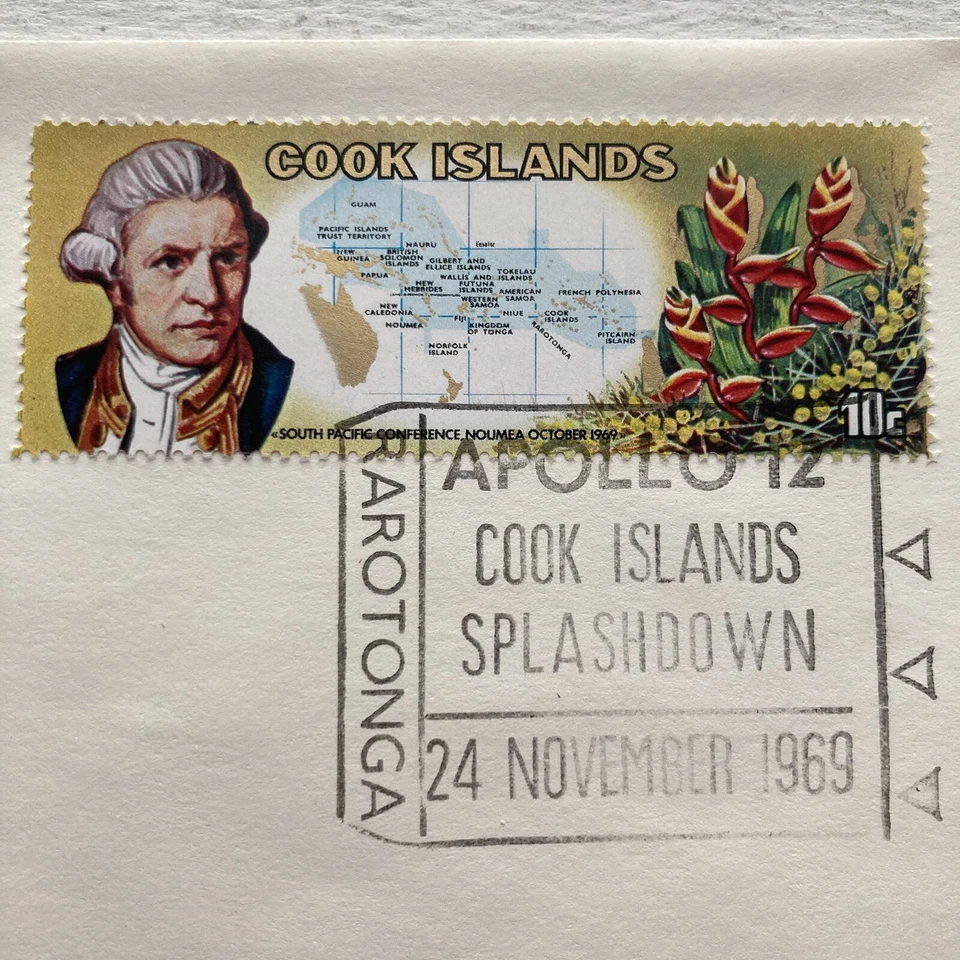 COOK ISLANDS
GUAM
PACIFIC ISLANDS
TRUST TERRITORY
NAURU
Equator
NEW
GUINEA
BRITISH
SOLOMON
ISLANDS
GILBERT AND
ELLICE ISLANDS
PAPUA
TOKELAU
ISLANDS
WALLIS AND
FUTUNA
ISLANDS
NEW
HEBRIDES
AMERICAN
SAMOA
FRENCH POLYNESIA
WESTERN
SAMOA
NEW
CALEDONIA
NIUE
COOK
ISLANDS
FIJI
NOUMEA
KINGDOM
OF TONGA
RAROTONGA
PITCAIRN
ISLAND
NORFOLK
ISLAND
10c
«SOUTH PACIFIC CONFERENCE, NOUMEA OCTOBER 1969»
RAROTONGA
APOLLO 12
COOK ISLANDS
SPLASHDOWN
24 NOVEMBER 1969